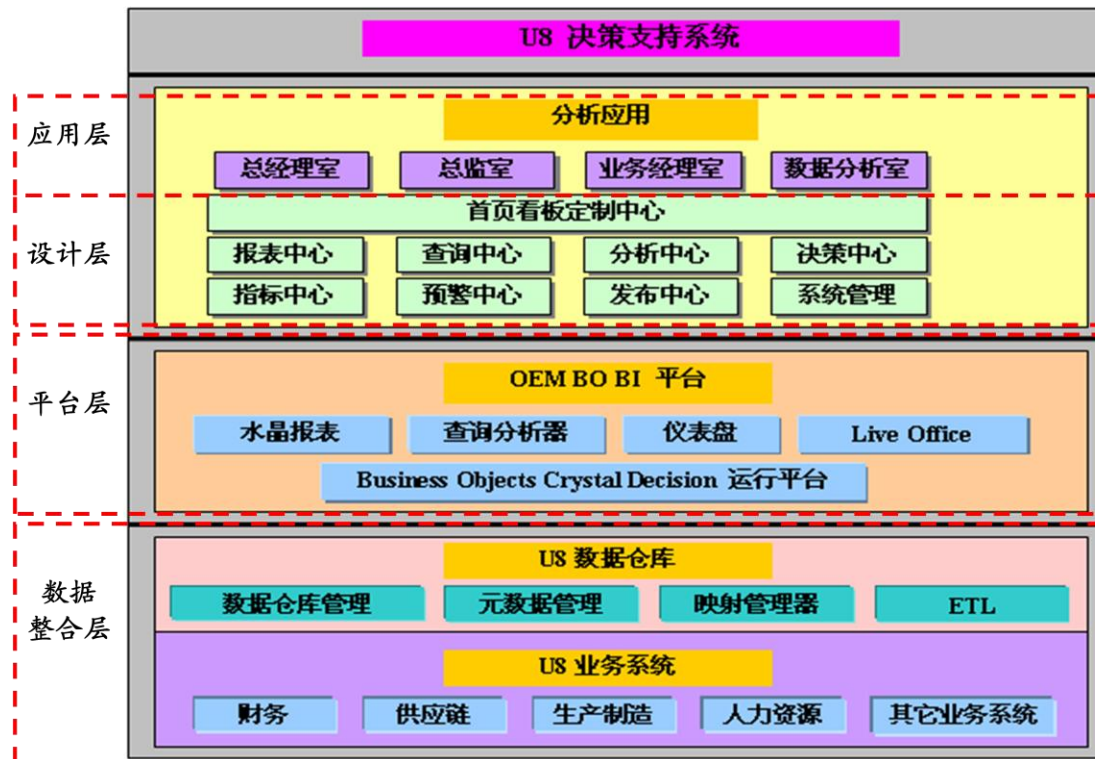 U8 决策支持系统
应用层
分析应用
总经理室 总监室 业务经理室 数据分析室
设计层
首页看板定制中心
报表中心 查询中心 分析中心 决策中心
指标中心 预警中心 发布中心 系统管理
平台层
OEM BO BI 平台
水晶报表 查询分析器 仪表盘 Live Office
Business Objects Crystal Decision 运行平台
数据
整合层
U8 数据仓库
数据仓库管理 元数据管理 映射管理器 ETL
U8 业务系统
财务 供应链 生产制造 人力资源 其它业务系统